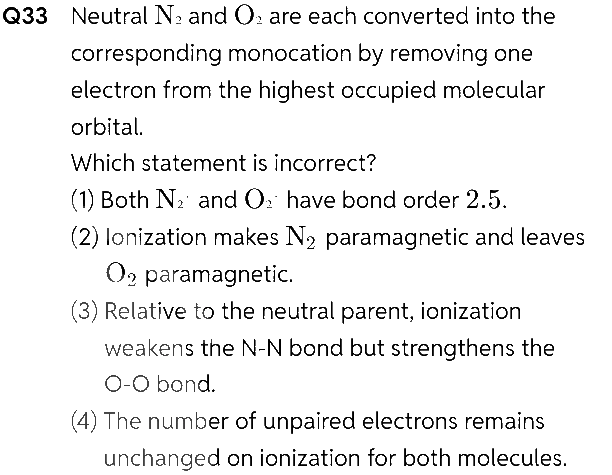 Q33 Neutral N₂ and O₂ are each converted into the
corresponding monocation by removing one
electron from the highest occupied molecular
orbital.
Which statement is incorrect?
(1) Both N₂⁺ and O₂⁺ have bond order 2.5.
(2) Ionization makes N₂ paramagnetic and leaves
O₂ paramagnetic.
(3) Relative to the neutral parent, ionization
weakens the N-N bond but strengthens the
O-O bond.
(4) The number of unpaired electrons remains
unchanged on ionization for both molecules.